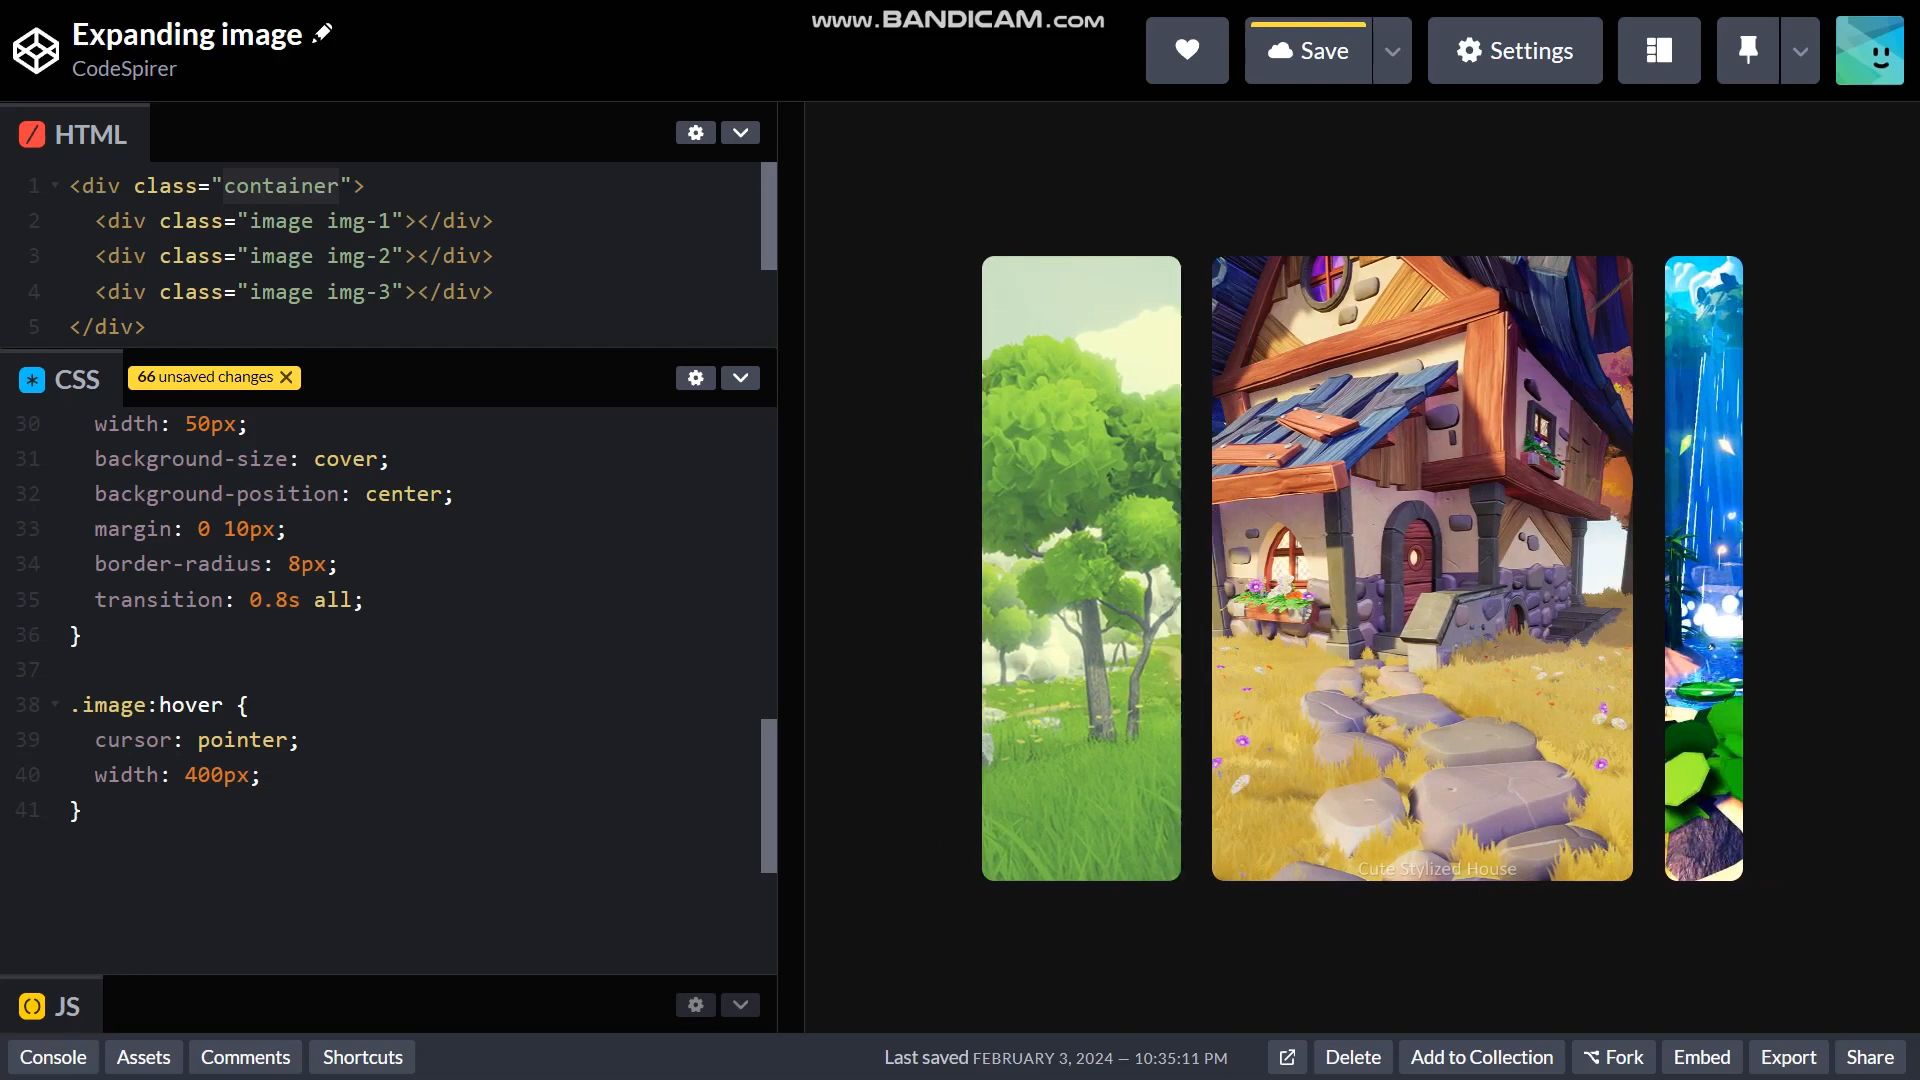 www.BANDICAM.com
Expanding image
CodeSpirer
Save
Settings
HTML
1 <div class="container">
2 <div class="image img-1"></div>
3 <div class="image img-2"></div>
4 <div class="image img-3"></div>
5 </div>
CSS
66 unsaved changes
30 width: 50px;
31 background-size: cover;
32 background-position: center;
33 margin: 0 10px;
34 border-radius: 8px;
35 transition: 0.8s all;
36 }
37
38 .image:hover {
39 cursor: pointer;
40 width: 400px;
41 }
Cute Stylized House
JS
Console Assets Comments Shortcuts
Last saved FEBRUARY 3, 2024 — 10:35:11 PM
Delete Add to Collection Fork Embed Export Share